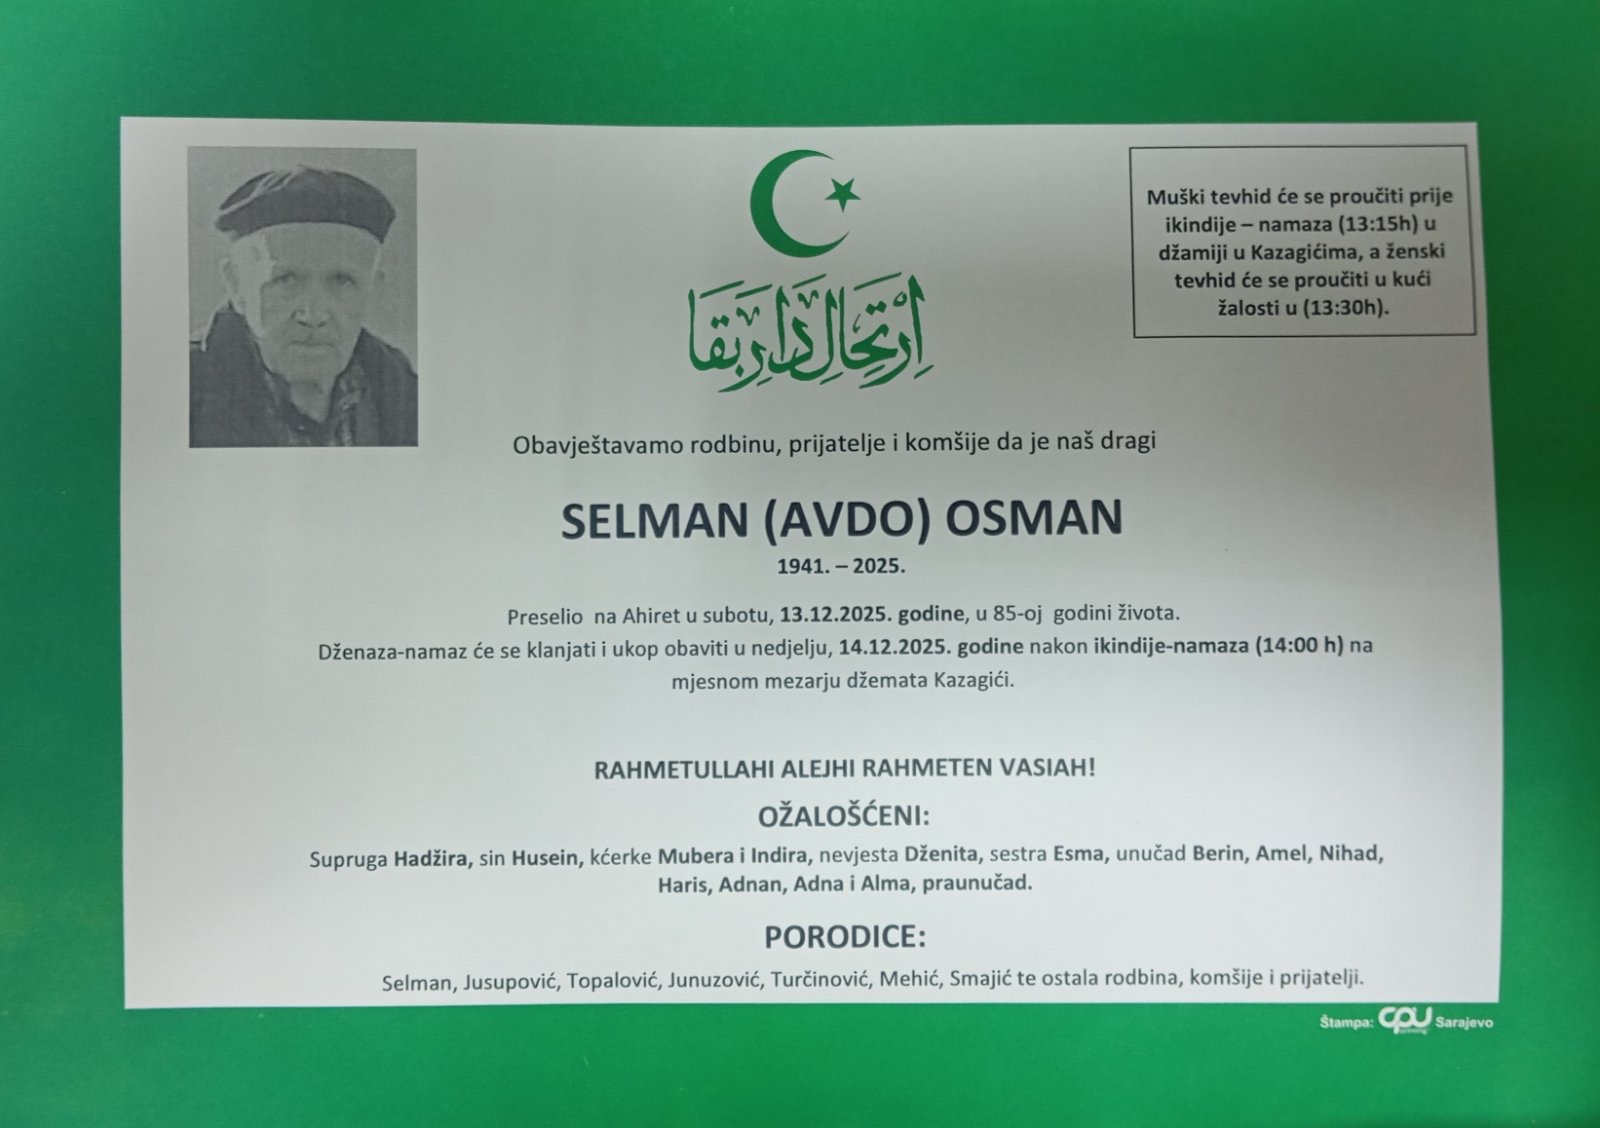 Muški tevhid će se proučiti prije
ikindije – namaza (13:15h) u
džamiji u Kazagićima, a ženski
tevhid će se proučiti u kući
žalosti u (13:30h).
اِرْتِحَالِ دَارِ بَقَا
Obavještavamo rodbinu, prijatelje i komšije da je naš dragi
SELMAN (AVDO) OSMAN
1941. – 2025.
Preselio na Ahiret u subotu, 13.12.2025. godine, u 85-oj godini života.
Dženaza-namaz će se klanjati i ukop obaviti u nedjelju, 14.12.2025. godine nakon ikindije-namaza (14:00 h) na
mjesnom mezarju džemata Kazagići.
RAHMETULLAHI ALEJHI RAHMETEN VASIAH!
OŽALOŠĆENI:
Supruga Hadžira, sin Husein, kćerke Mubera i Indira, nevjesta Dženita, sestra Esma, unučad Berin, Amel, Nihad,
Haris, Adnan, Adna i Alma, praunučad.
PORODICE:
Selman, Jusupović, Topalović, Junuzović, Turčinović, Mehić, Smajić te ostala rodbina, komšije i prijatelji.
Štampa: CPU Sarajevo